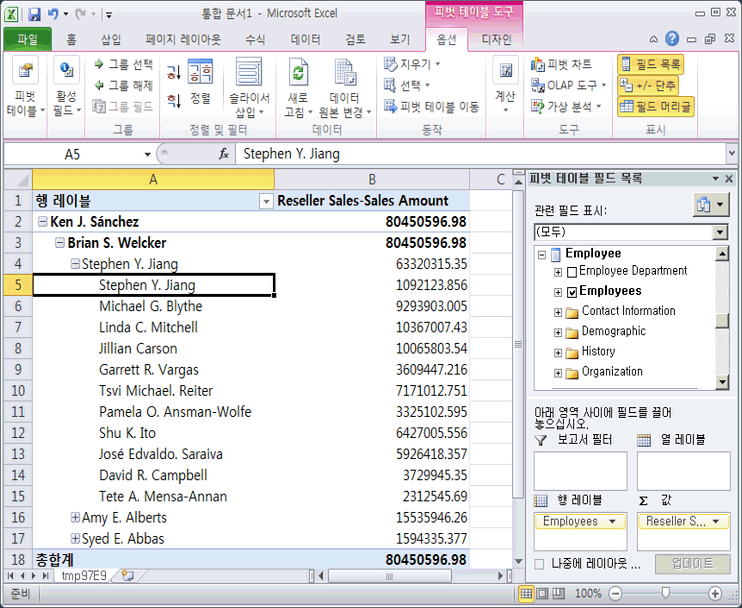 통합 문서1 - Microsoft Excel
피벗 테이블 도구
파일 홈 삽입 페이지 레이아웃 수식 데이터 검토 보기 옵션 디자인
피벗 테이블
활성 필드
그룹 선택
그룹 해제
그룹 필드
그룹
정렬
슬라이서 삽입
정렬 및 필터
새로 고침
데이터 원본 변경
데이터
지우기
선택
피벗 테이블 이동
동작
계산
피벗 차트
OLAP 도구
가상 분석
도구
필드 목록
+/- 단추
필드 머리글
표시
A5 fx Stephen Y. Jiang
A B C
1 행 레이블 Reseller Sales-Sales Amount
2 Ken J. Sánchez 80450596.98
3 Brian S. Welcker 80450596.98
4 Stephen Y. Jiang 63320315.35
5 Stephen Y. Jiang 1092123.856
6 Michael G. Blythe 9293903.005
7 Linda C. Mitchell 10367007.43
8 Jillian Carson 10065803.54
9 Garrett R. Vargas 3609447.216
10 Tsvi Michael. Reiter 7171012.751
11 Pamela O. Ansman-Wolfe 3325102.595
12 Shu K. Ito 6427005.556
13 José Edvaldo. Saraiva 5926418.357
14 David R. Campbell 3729945.35
15 Tete A. Mensa-Annan 2312545.69
16 Amy E. Alberts 15535946.26
17 Syed E. Abbas 1594335.377
18 총합계 80450596.98
tmp97E9
준비
100%
피벗 테이블 필드 목록
관련 필드 표시:
(모두)
Employee
Employee Department
Employees
Contact Information
Demographic
History
Organization
아래 영역 사이에 필드를 끌어
놓으십시오.
보고서 필터 열 레이블
행 레이블 Σ 값
Employees Reseller S...
나중에 레이아웃 ... 업데이트